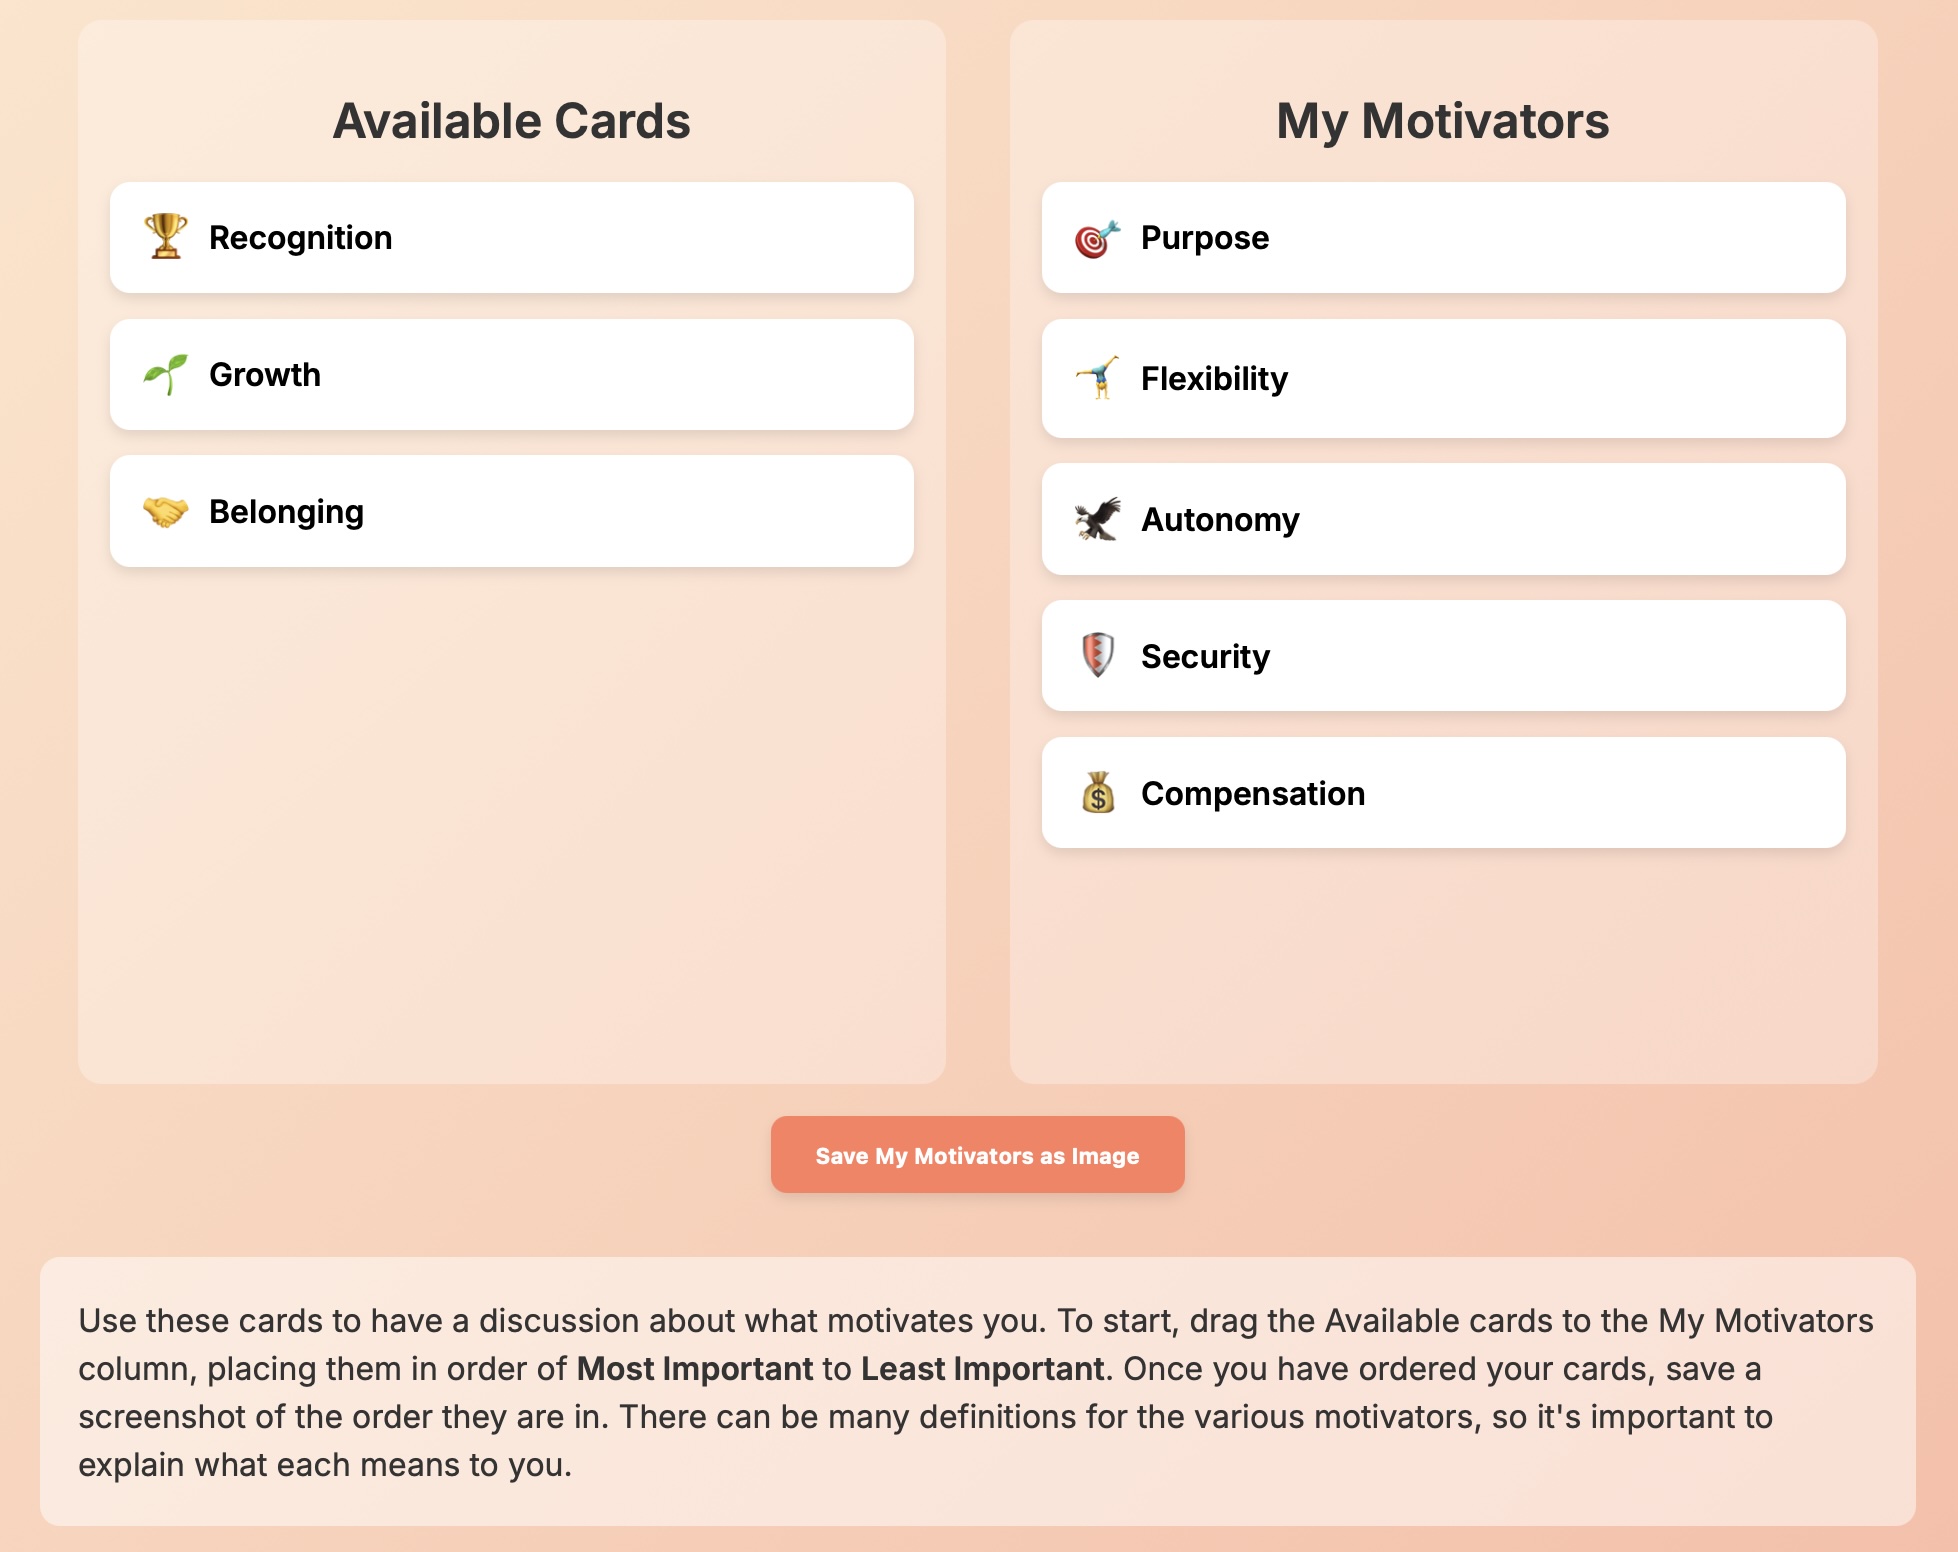 Available Cards
Recognition
Growth
Belonging
My Motivators
Purpose
Flexibility
Autonomy
Security
$ Compensation
Save My Motivators as Image
Use these cards to have a discussion about what motivates you. To start, drag the Available cards to the My Motivators
column, placing them in order of Most Important to Least Important. Once you have ordered your cards, save a
screenshot of the order they are in. There can be many definitions for the various motivators, so it's important to
explain what each means to you.